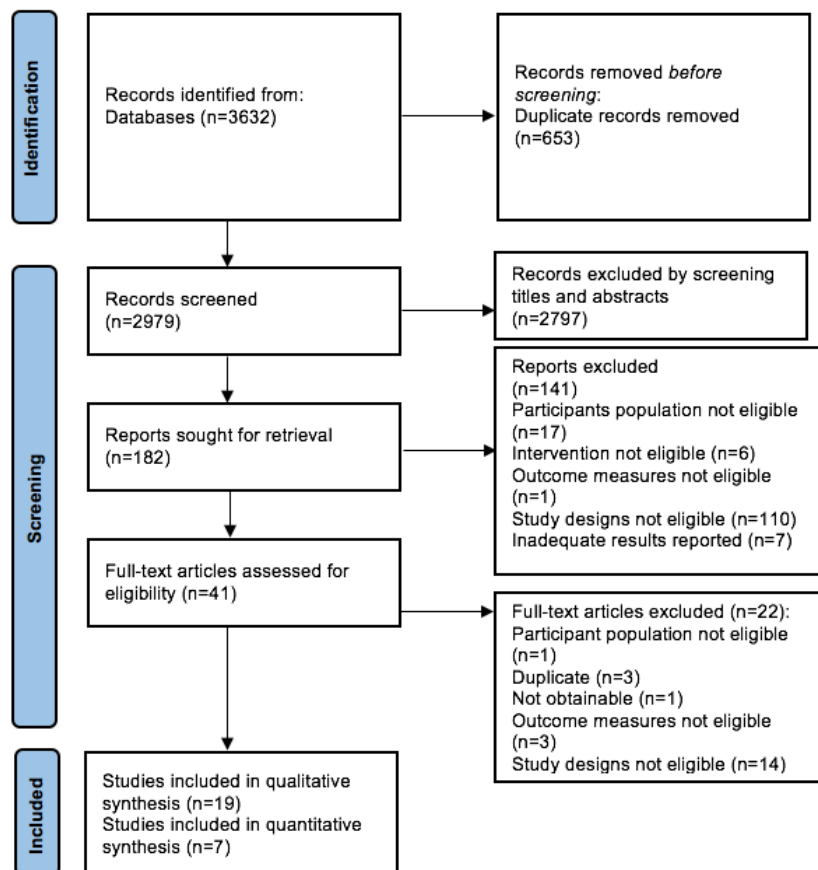 Identification
Records identified from:
Databases (n=3632)
Records removed before
screening:
Duplicate records removed
(n=653)
Screening
Records screened
(n=2979)
Records excluded by screening
titles and abstracts
(n=2797)
Reports sought for retrieval
(n=182)
Reports excluded
(n=141)
Participants population not eligible
(n=17)
Intervention not eligible (n=6)
Outcome measures not eligible
(n=1)
Study designs not eligible (n=110)
Inadequate results reported (n=7)
Full-text articles assessed for
eligibility (n=41)
Full-text articles excluded (n=22):
Participant population not eligible
(n=1)
Duplicate (n=3)
Not obtainable (n=1)
Outcome measures not eligible
(n=3)
Study designs not eligible (n=14)
Included
Studies included in qualitative
synthesis (n=19)
Studies included in quantitative
synthesis (n=7)